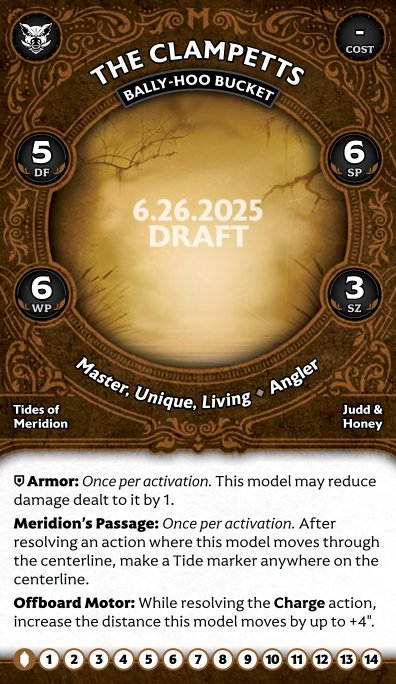 THE CLAMPETTS
BALLY-HOO BUCKET
-
COST
5
DF
6
SP
6.26.2025
DRAFT
6
WP
3
SZ
Master, Unique, Living ◆ Angler
Tides of
Meridion
Judd &
Honey
Armor: Once per activation. This model may reduce
damage dealt to it by 1.
Meridion's Passage: Once per activation. After
resolving an action where this model moves through
the centerline, make a Tide marker anywhere on the
centerline.
Offboard Motor: While resolving the Charge action,
increase the distance this model moves by up to +4".
1 2 3 4 5 6 7 8 9 10 11 12 13 14
M